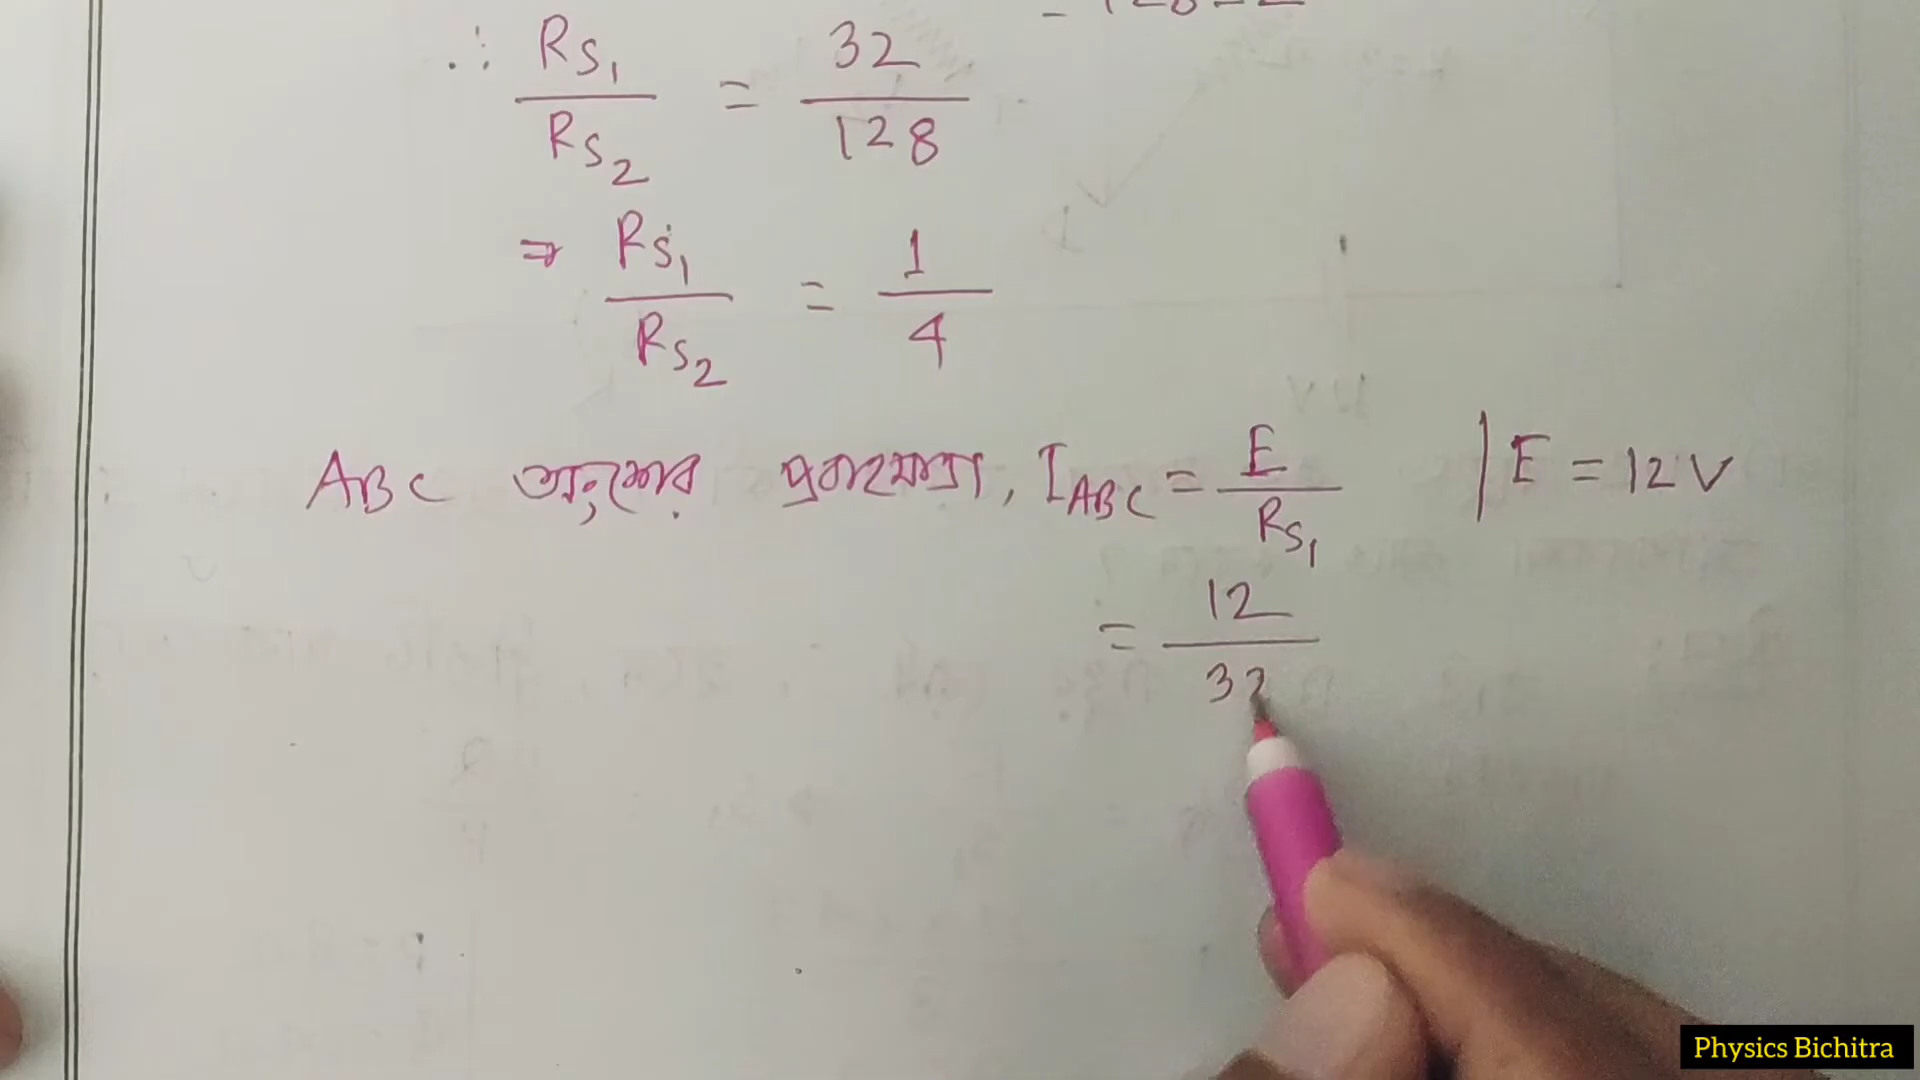 ∴ Rs₁/Rs₂ = 32/128
⇒ Rs₁/Rs₂ = 1/4
ABC অংশের প্রবাহমাত্রা, I_ABC = E/Rs₁ | E = 12V
= 12/32
Physics Bichitra